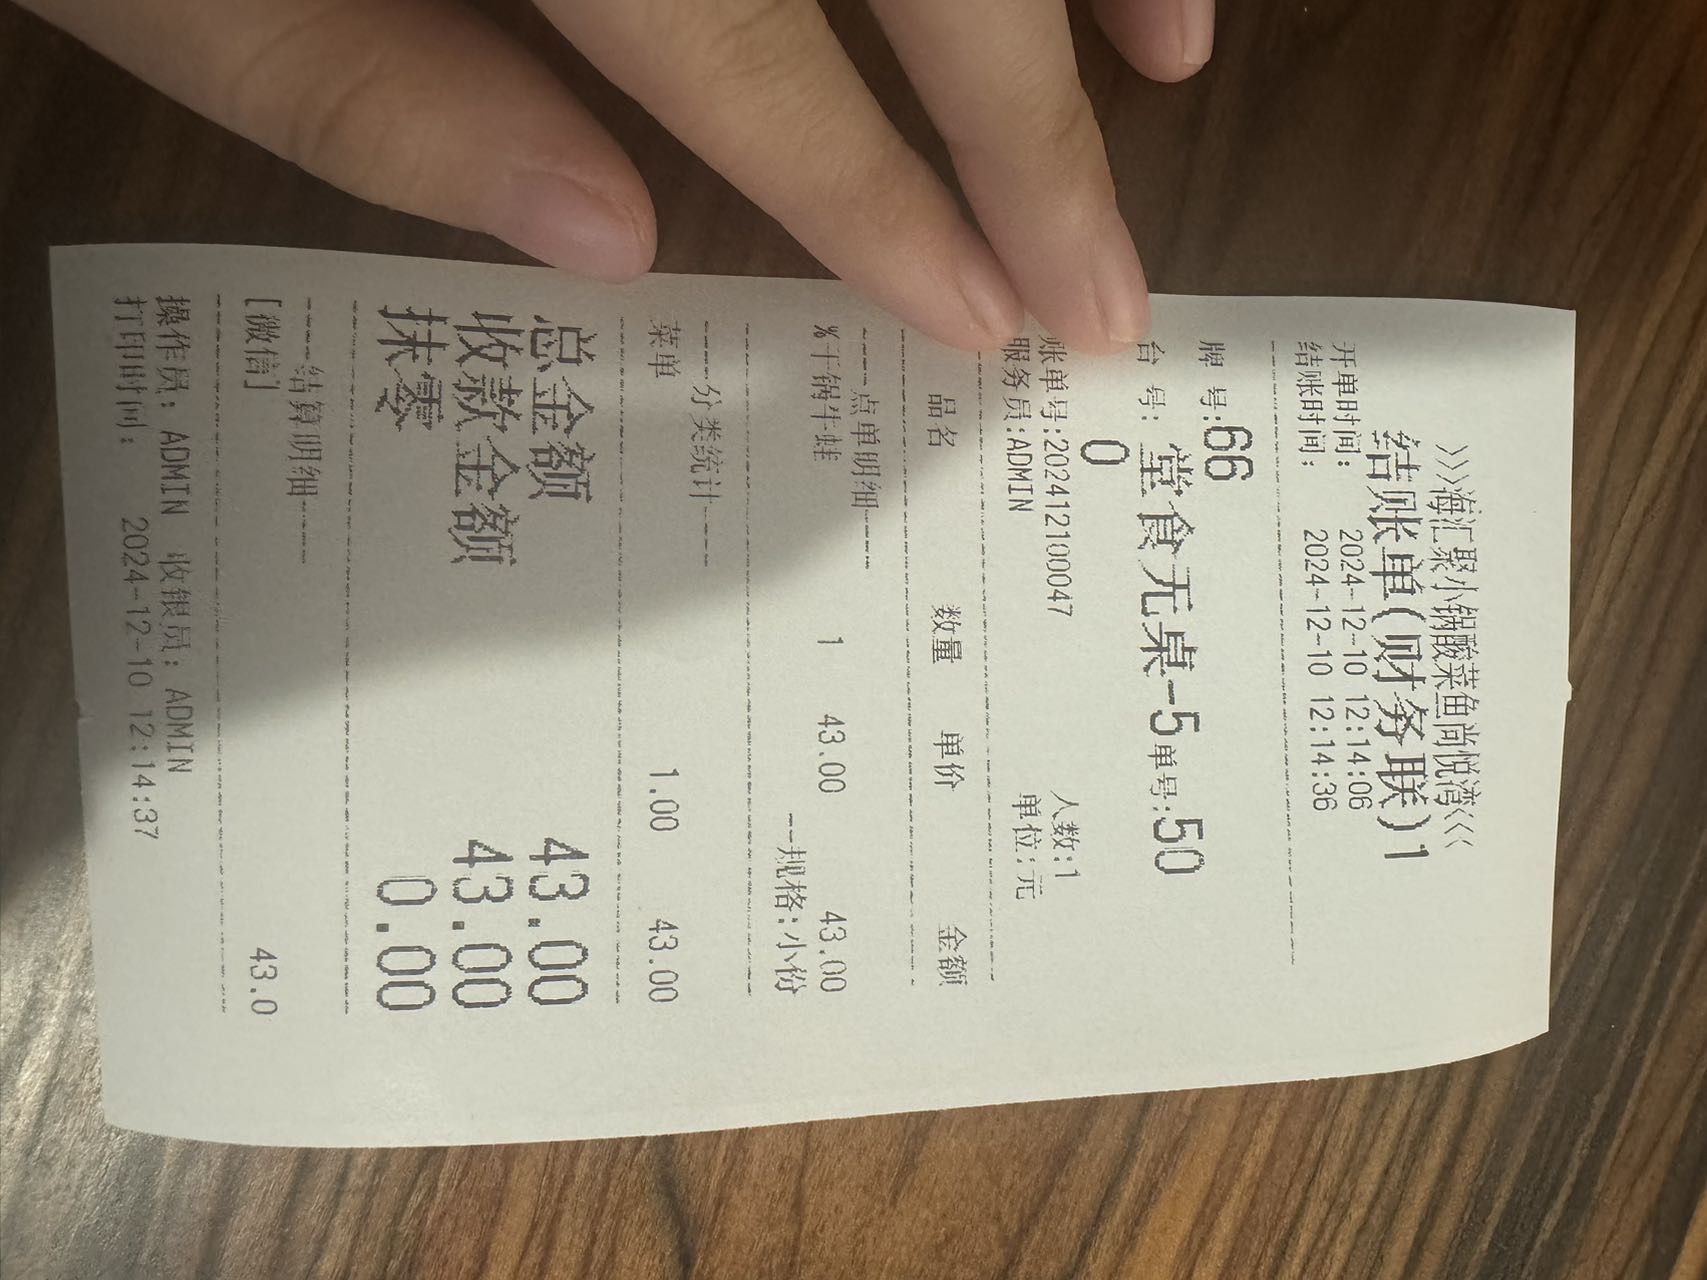 >>>海汇聚小锅酸菜鱼尚悦湾<<<
结账单(财务联)1
开单时间： 2024-12-10 12:14:06
结账时间： 2024-12-10 12:14:36
牌 号:66
台 号: 堂食无桌-5 单号:50
0
账单号:202412100047 人数:1
服务员:ADMIN 单位:元
品名 数量 单价 金额
----点单明细----
%干锅牛蛙 1 43.00 43.00
--规格:小份
----分类统计----
菜单 1.00 43.00
总金额 43.00
收款金额 43.00
抹零 0.00
----结算明细----
[微信] 43.0
操作员：ADMIN 收银员：ADMIN
打印时间： 2024-12-10 12:14:37